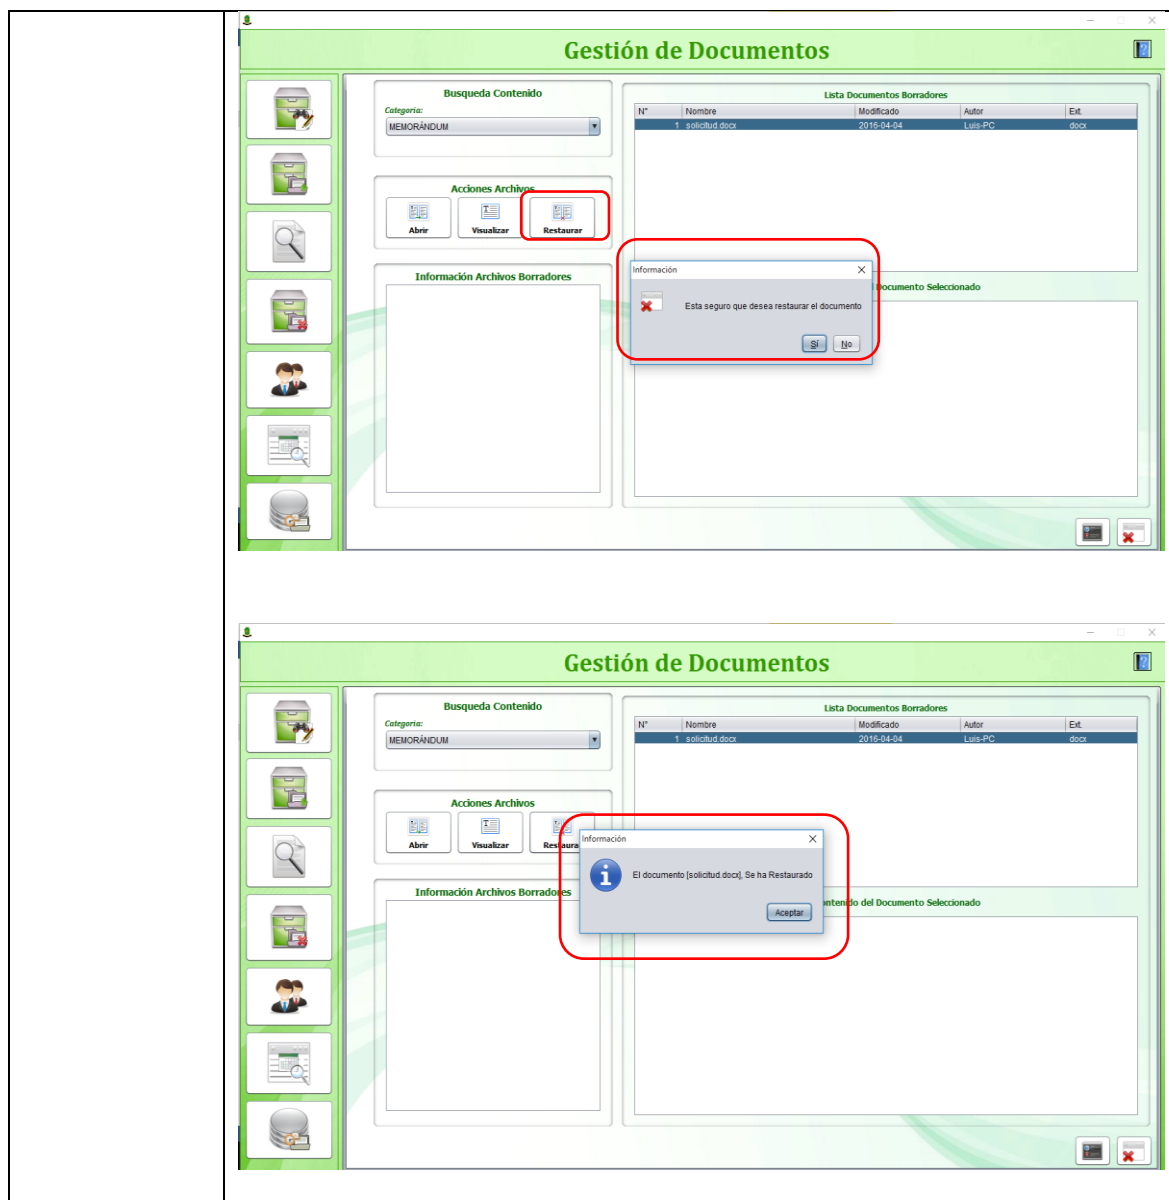 Gestión de Documentos
Busqueda Contenido
Categoria:
MEMORÁNDUM
Acciones Archivos
Abrir
Visualizar
Restaurar
Información Archivos Borradores
Lista Documentos Borradores
N° Nombre Modificado Autor Ext.
1 solicitud.docx 2016-04-04 Luis-PC docx
Documento Seleccionado
Información
Esta seguro que desea restaurar el documento
Sí No
Gestión de Documentos
Busqueda Contenido
Categoria:
MEMORÁNDUM
Acciones Archivos
Abrir
Visualizar
Restaura
Información Archivos Borradores
Lista Documentos Borradores
N° Nombre Modificado Autor Ext.
1 solicitud.docx 2016-04-04 Luis-PC docx
ntenido del Documento Seleccionado
Información
El documento [solicitud.docx], Se ha Restaurado
Aceptar